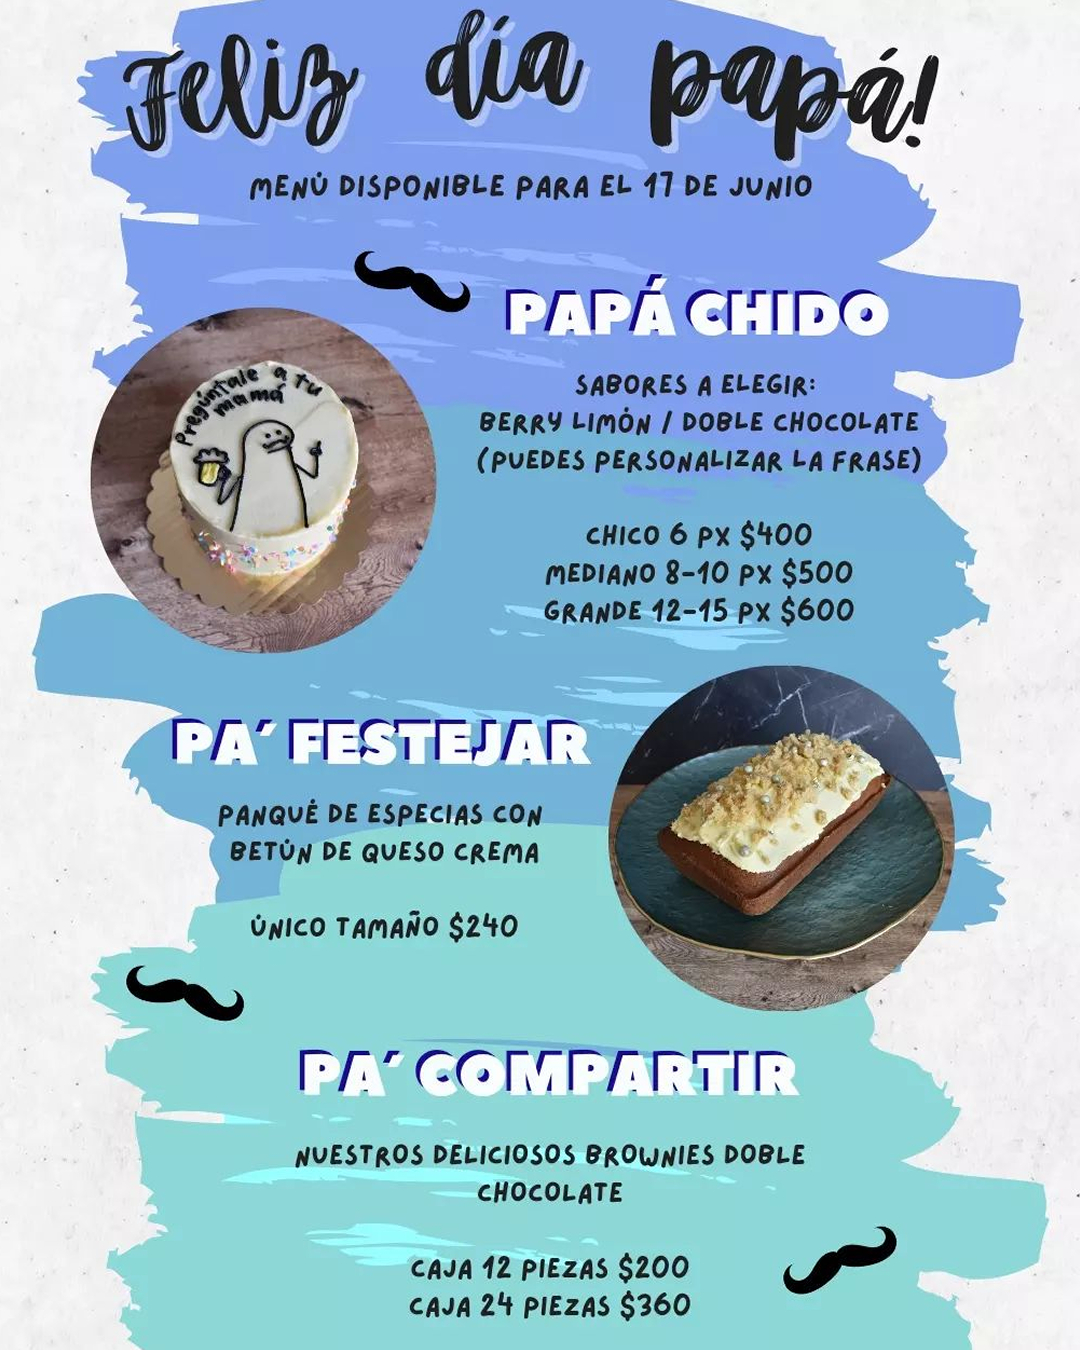 Feliz día papá!
MENÚ DISPONIBLE PARA EL 17 DE JUNIO
PAPÁ CHIDO
Pregúntale a tu
mamá
SABORES A ELEGIR:
BERRY LIMÓN / DOBLE CHOCOLATE
(PUEDES PERSONALIZAR LA FRASE)
CHICO 6 PX $400
MEDIANO 8-10 PX $500
GRANDE 12-15 PX $600
PA´ FESTEJAR
PANQUÉ DE ESPECIAS CON
BETÚN DE QUESO CREMA
ÚNICO TAMAÑO $240
PA´ COMPARTIR
NUESTROS DELICIOSOS BROWNIES DOBLE
CHOCOLATE
CAJA 12 PIEZAS $200
CAJA 24 PIEZAS $360